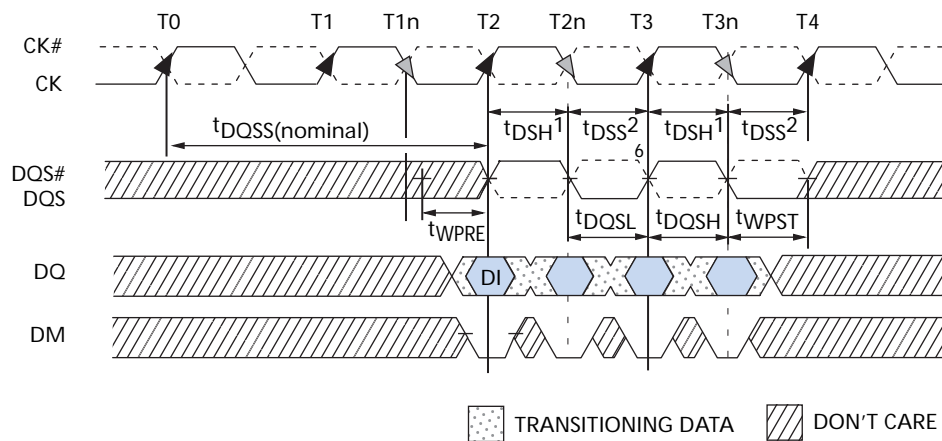 T0 T1 T1n T2 T2n T3 T3n T4
CK#
CK
tDQSS(nominal) tDSH1 tDSS2 tDSH1 tDSS2
6
DQS#
DQS
tWPRE tDQSL tDQSH tWPST
DQ DI
DM
TRANSITIONING DATA DON'T CARE